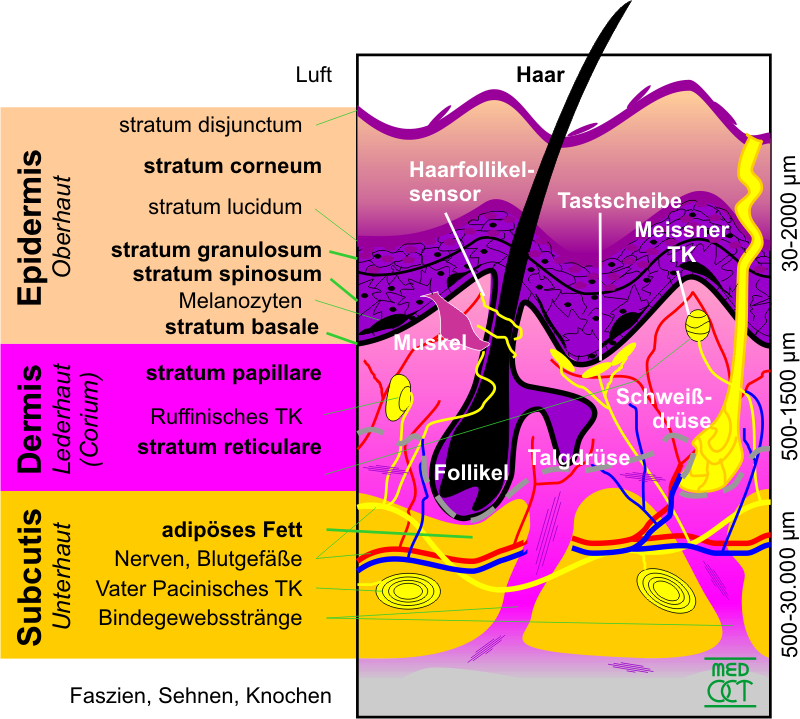 Luft
Haar
Epidermis
Oberhaut
stratum disjunctum
stratum corneum
stratum lucidum
stratum granulosum
stratum spinosum
Melanozyten
stratum basale
Haarfollikel-
sensor
Tastscheibe
Meissner
TK
Muskel
30-2000 µm
Dermis
Lederhaut
(Corium)
stratum papillare
Ruffinisches TK
stratum reticulare
Schweiß-
drüse
Talgdrüse
Follikel
500-1500 µm
Subcutis
Unterhaut
adipöses Fett
Nerven, Blutgefäße
Vater Pacinisches TK
Bindegewebsstränge
500-30.000 µm
Faszien, Sehnen, Knochen
MED
OCT